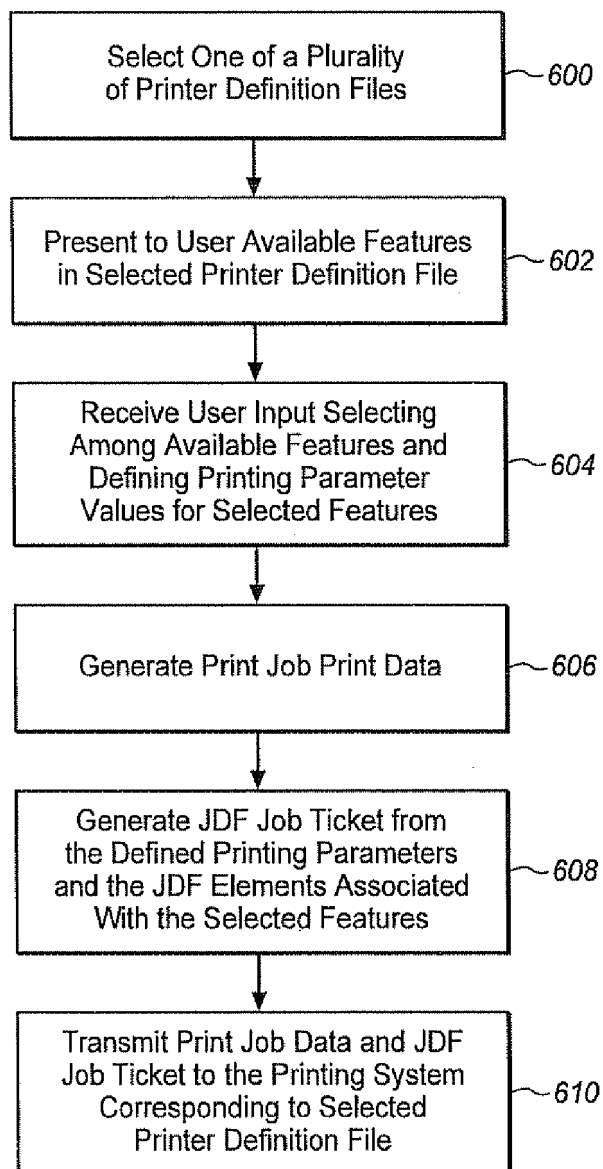 Select One of a Plurality
of Printer Definition Files
600
Present to User Available Features
in Selected Printer Definition File
602
Receive User Input Selecting
Among Available Features and
Defining Printing Parameter
Values for Selected Features
604
Generate Print Job Print Data
606
Generate JDF Job Ticket from
the Defined Printing Parameters
and the JDF Elements Associated
With the Selected Features
608
Transmit Print Job Data and JDF
Job Ticket to the Printing System
Corresponding to Selected
Printer Definition File
610